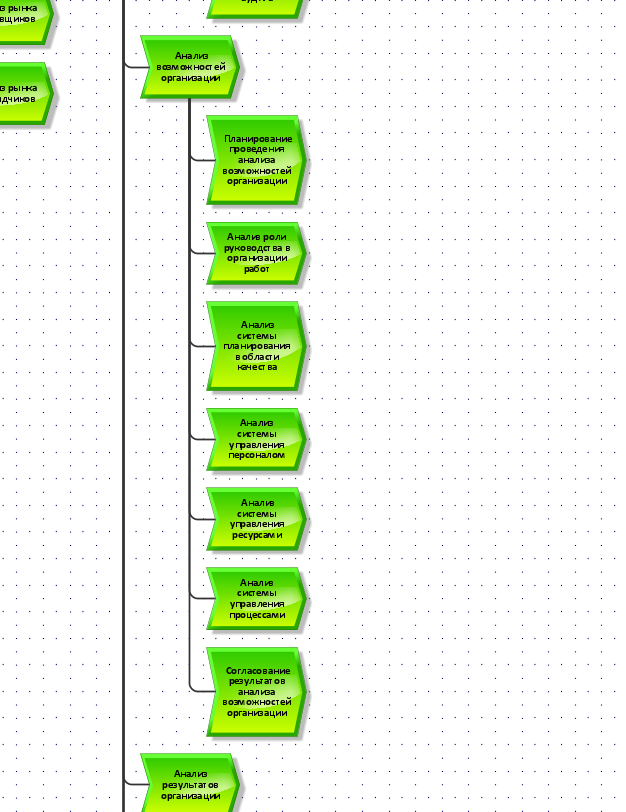 рынка
рынка
Анализ
возможностей
организации
Планирование
проведения
анализа
возможностей
организации
Анализ роли
руководства в
организации
работ
Анализ
системы
планирования
в области
качества
Анализ
системы
управления
персоналом
Анализ
системы
управления
ресурсами
Анализ
системы
управления
процессами
Согласование
результатов
анализа
возможностей
организации
Анализ
результатов
организации